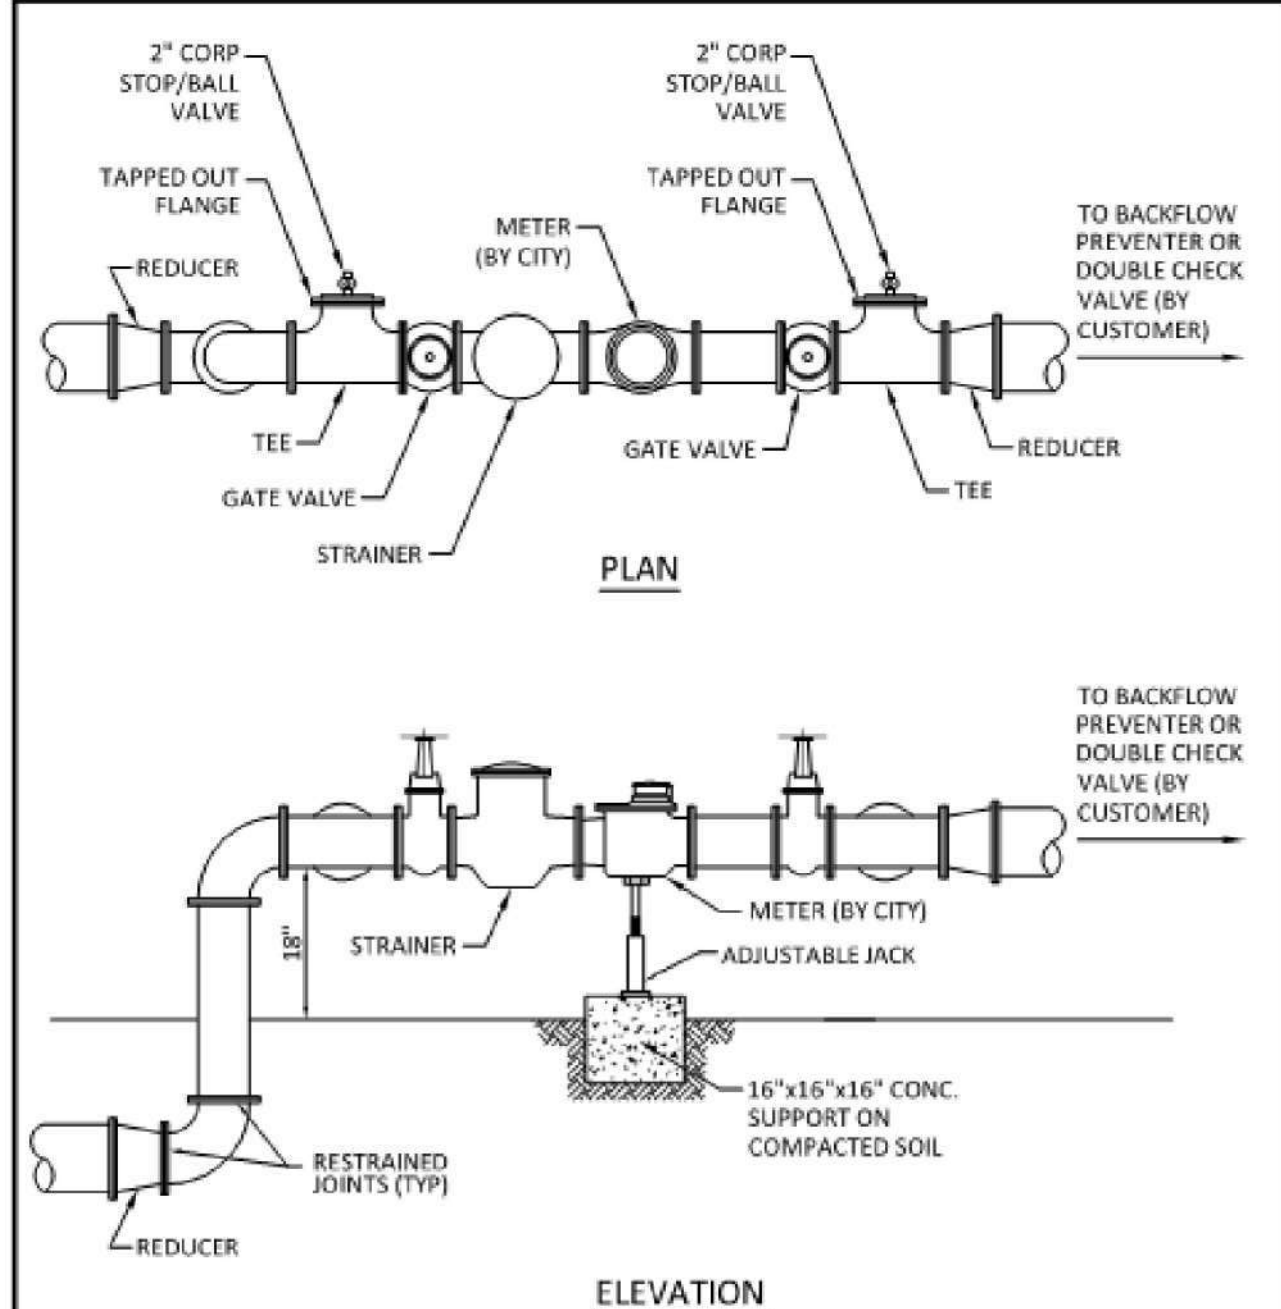 2" CORP
STOP/BALL
VALVE
2" CORP
STOP/BALL
VALVE
TAPPED OUT
FLANGE
TAPPED OUT
FLANGE
METER
(BY CITY)
TO BACKFLOW
PREVENTER OR
DOUBLE CHECK
VALVE (BY
CUSTOMER)
REDUCER
TEE
GATE VALVE
REDUCER
GATE VALVE
TEE
STRAINER
PLAN
TO BACKFLOW
PREVENTER OR
DOUBLE CHECK
VALVE (BY
CUSTOMER)
METER (BY CITY)
18"
STRAINER
ADJUSTABLE JACK
16"x16"x16" CONC.
SUPPORT ON
COMPACTED SOIL
RESTRAINED
JOINTS (TYP)
REDUCER
ELEVATION